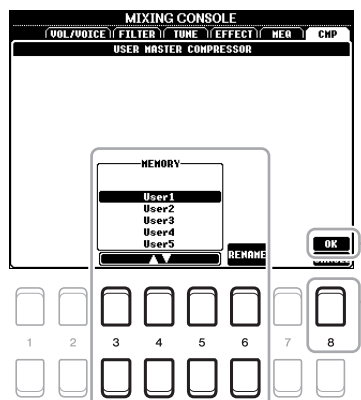 MIXING CONSOLE
VOL/VOICE FILTER TUNE EFFECT MEQ CMP
USER MASTER COMPRESSOR
MEMORY
User1
User2
User3
User4
User5
RENAME
OK
1 2 3 4 5 6 7 8